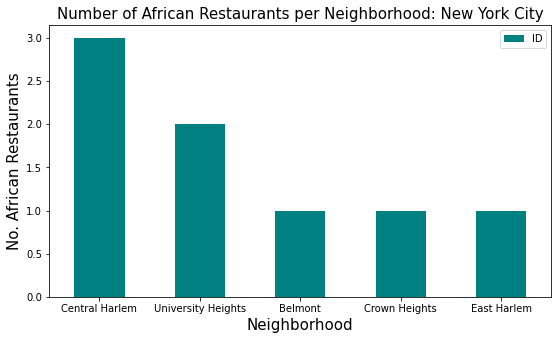 Number of African Restaurants per Neighborhood: New York City
ID
No. African Restaurants
3.0
2.5
2.0
1.5
1.0
0.5
0.0
Central Harlem University Heights Belmont Crown Heights East Harlem
Neighborhood